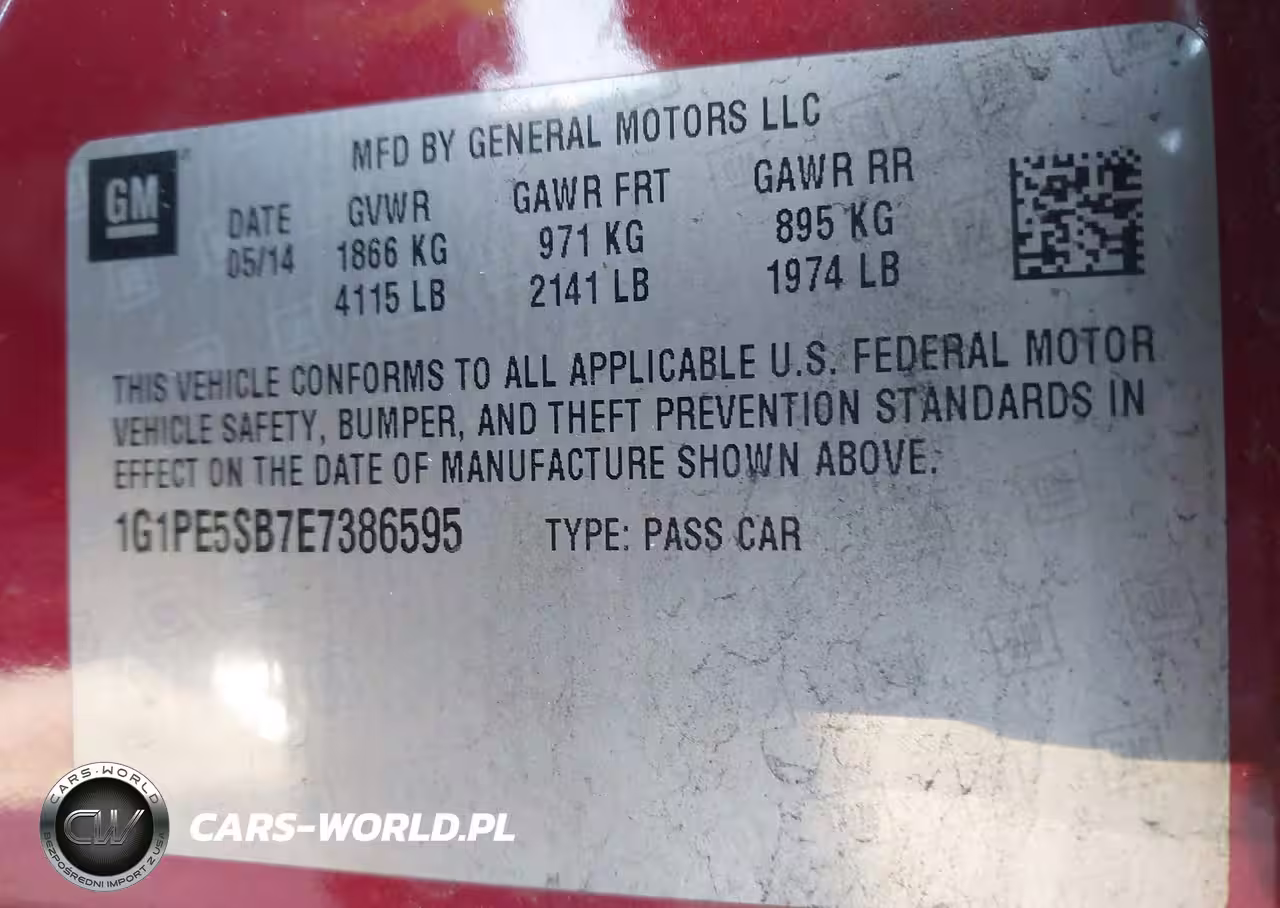 MFD BY GENERAL MOTORS LLC
GM
DATE GVWR GAWR FRT GAWR RR
05/14 1866 KG 971 KG 895 KG
4115 LB 2141 LB 1974 LB
THIS VEHICLE CONFORMS TO ALL APPLICABLE U.S. FEDERAL MOTOR
VEHICLE SAFETY, BUMPER, AND THEFT PREVENTION STANDARDS IN
EFFECT ON THE DATE OF MANUFACTURE SHOWN ABOVE.
1G1PE5SB7E7386595 TYPE: PASS CAR
CARS-WORLD
CW
BEZPOŚREDNI IMPORT Z USA
CARS-WORLD.PL